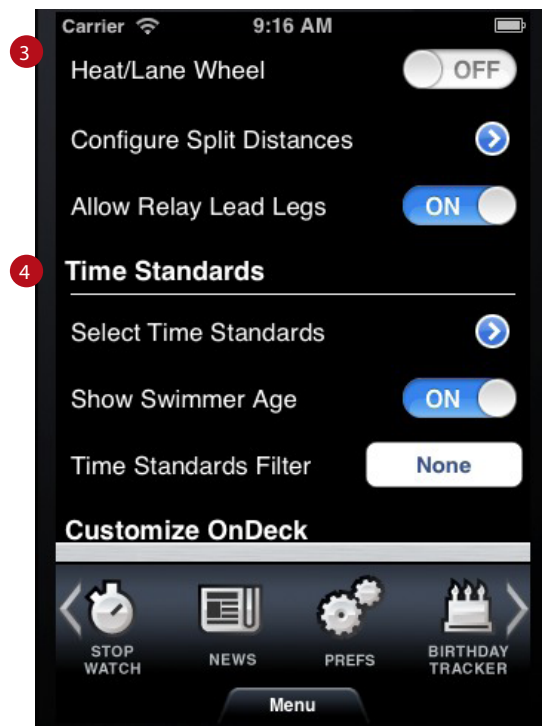 Carrier 9:16 AM
3
Heat/Lane Wheel OFF
Configure Split Distances
Allow Relay Lead Legs ON
4 Time Standards
Select Time Standards
Show Swimmer Age ON
Time Standards Filter None
Customize OnDeck
STOP WATCH NEWS PREFS BIRTHDAY TRACKER
Menu